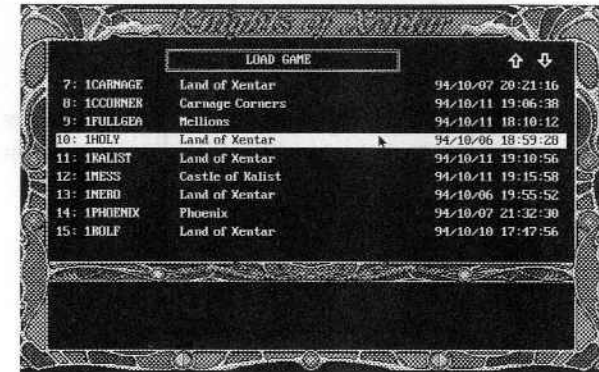 Knights of Xentar
LOAD GAME
7: 1CARNAGE Land of Xentar 94/10/07 20:21:16
8: 1CCORNER Carnage Corners 94/10/11 19:06:38
9: 1FULLGEA Mellions 94/10/11 18:10:12
10: 1HOLY Land of Xentar 94/10/06 18:59:28
11: 1KALIST Land of Xentar 94/10/11 19:10:56
12: 1MESS Castle of Kalist 94/10/11 19:15:58
13: 1NERO Land of Xentar 94/10/06 19:55:52
14: 1PHOENIX Phoenix 94/10/07 21:32:30
15: 1ROLF Land of Xentar 94/10/10 17:47:56